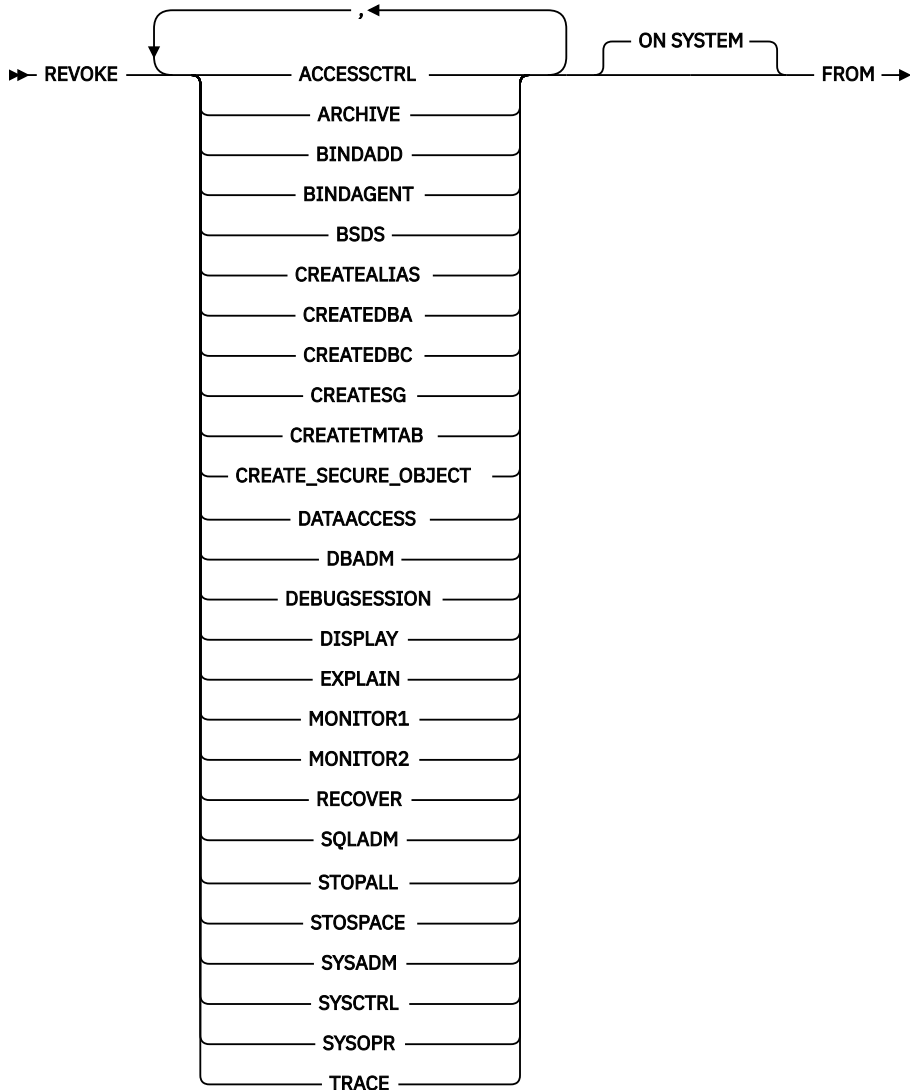 ,
ON SYSTEM
REVOKE ACCESSCTRL FROM
ARCHIVE
BINDADD
BINDAGENT
BSDS
CREATEALIAS
CREATEDBA
CREATEDBC
CREATESG
CREATETMTAB
CREATE_SECURE_OBJECT
DATAACCESS
DBADM
DEBUGSESSION
DISPLAY
EXPLAIN
MONITOR1
MONITOR2
RECOVER
SQLADM
STOPALL
STOSPACE
SYSADM
SYSCTRL
SYSOPR
TRACE